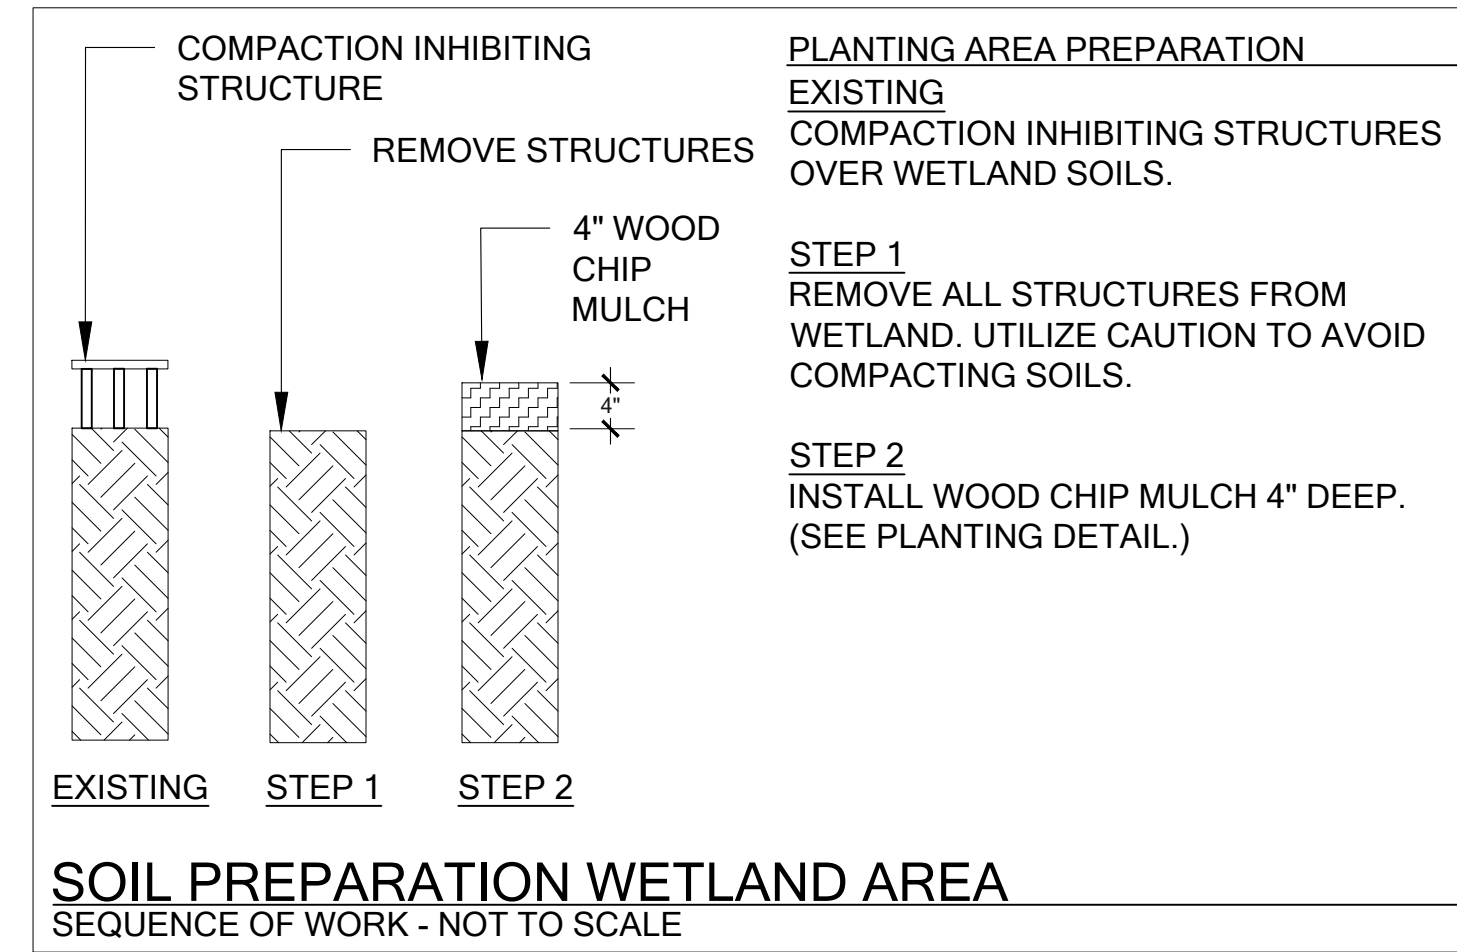 COMPACTION INHIBITING
STRUCTURE
REMOVE STRUCTURES
4" WOOD
CHIP
MULCH
4"
EXISTING
STEP 1
STEP 2
PLANTING AREA PREPARATION
EXISTING
COMPACTION INHIBITING STRUCTURES
OVER WETLAND SOILS.
STEP 1
REMOVE ALL STRUCTURES FROM
WETLAND. UTILIZE CAUTION TO AVOID
COMPACTING SOILS.
STEP 2
INSTALL WOOD CHIP MULCH 4" DEEP.
(SEE PLANTING DETAIL.)
SOIL PREPARATION WETLAND AREA
SEQUENCE OF WORK - NOT TO SCALE